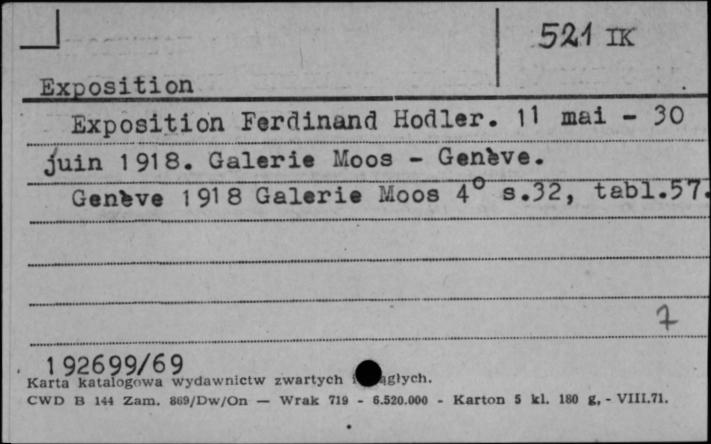 521 IK
Exposition
Exposition Ferdinand Hodler. 11 mai - 30
juin 1918. Galerie Moos - Genève.
Genève 1918 Galerie Moos 4° s.32, tabl.57.
7
192699/69
Karta katalogowa wydawnictw zwartych i ągłych.
CWD B 144 Zam. 869/Dw/On — Wrak 719 - 6.520.000 - Karton 5 kl. 180 g, - VIII.71.